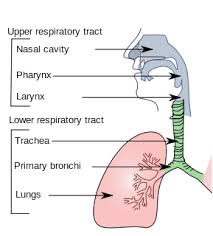 Upper respiratory tract
Nasal cavity
Pharynx
Larynx
Lower respiratory tract
Trachea
Primary bronchi
Lungs